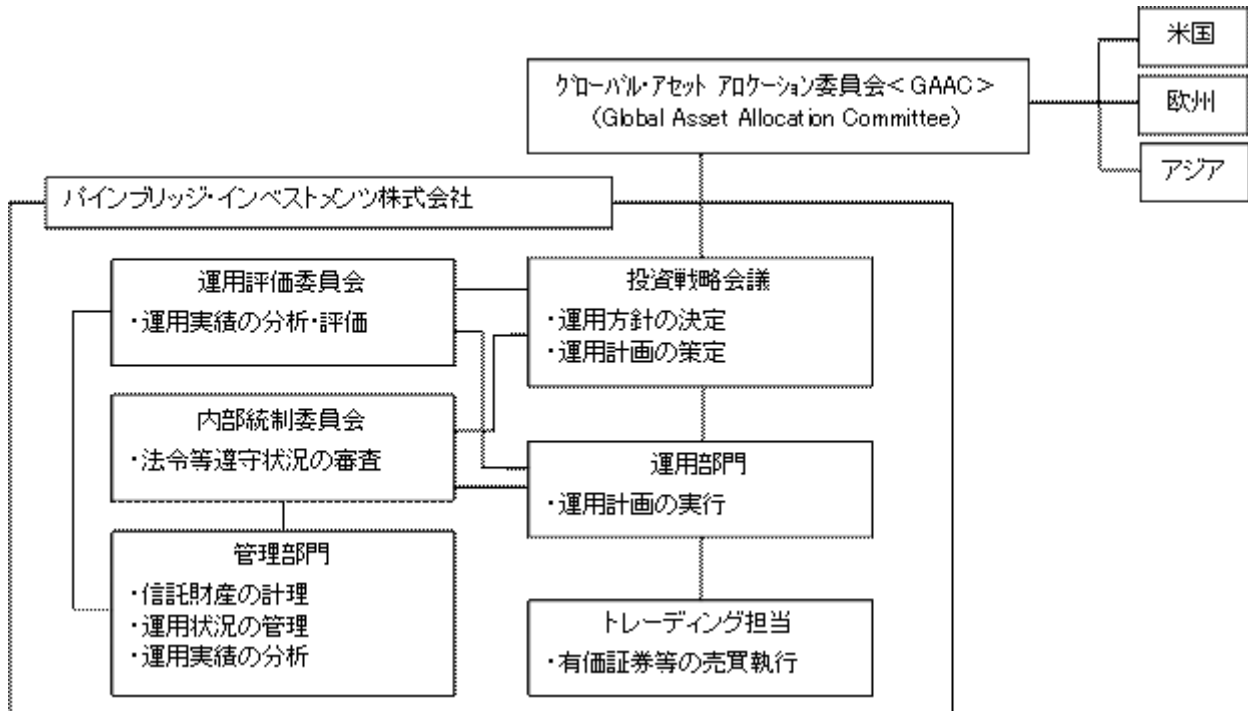 米国
グローバル・アセット アロケーション委員会<GAAC>
(Global Asset Allocation Committee)
欧州
アジア
パインブリッジ・インベストメンツ株式会社
運用評価委員会
・運用実績の分析・評価
投資戦略会議
・運用方針の決定
・運用計画の策定
内部統制委員会
・法令等遵守状況の審査
運用部門
・運用計画の実行
管理部門
・信託財産の計理
・運用状況の管理
・運用実績の分析
トレーディング担当
・有価証券等の売買執行